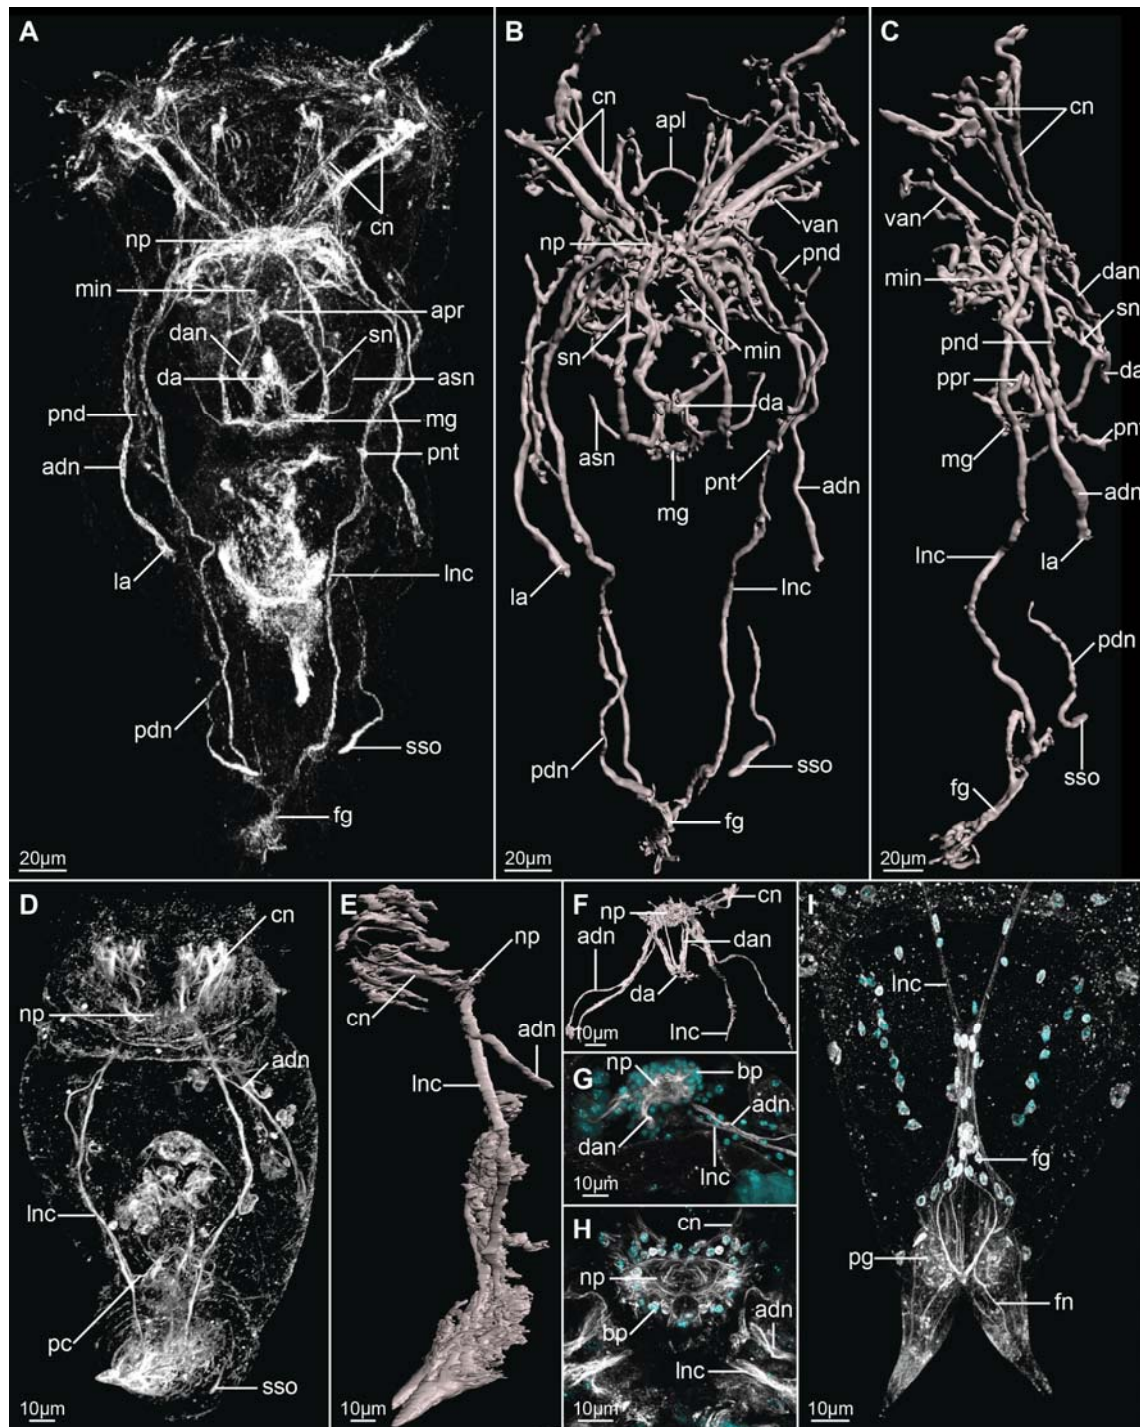 A
cn
np
min
apr
dan
sn
da
asn
pnd
mg
adn
pnt
la
lnc
pdn
sso
fg
20µm
B
cn
apl
van
np
pnd
sn
min
da
asn
pnt
adn
mg
la
lnc
pdn
sso
fg
20µm
C
cn
van
dan
min
sn
pnd
da
ppr
pnt
mg
adn
lnc
la
pdn
sso
fg
20µm
D
cn
np
adn
lnc
pc
sso
10µm
E
np
cn
adn
lnc
10µm
F
cn
np
adn
dan
da
lnc
10µm
G
np
bp
adn
dan
lnc
10µm
H
cn
np
adn
bp
lnc
10µm
I
lnc
fg
pg
fn
10µm